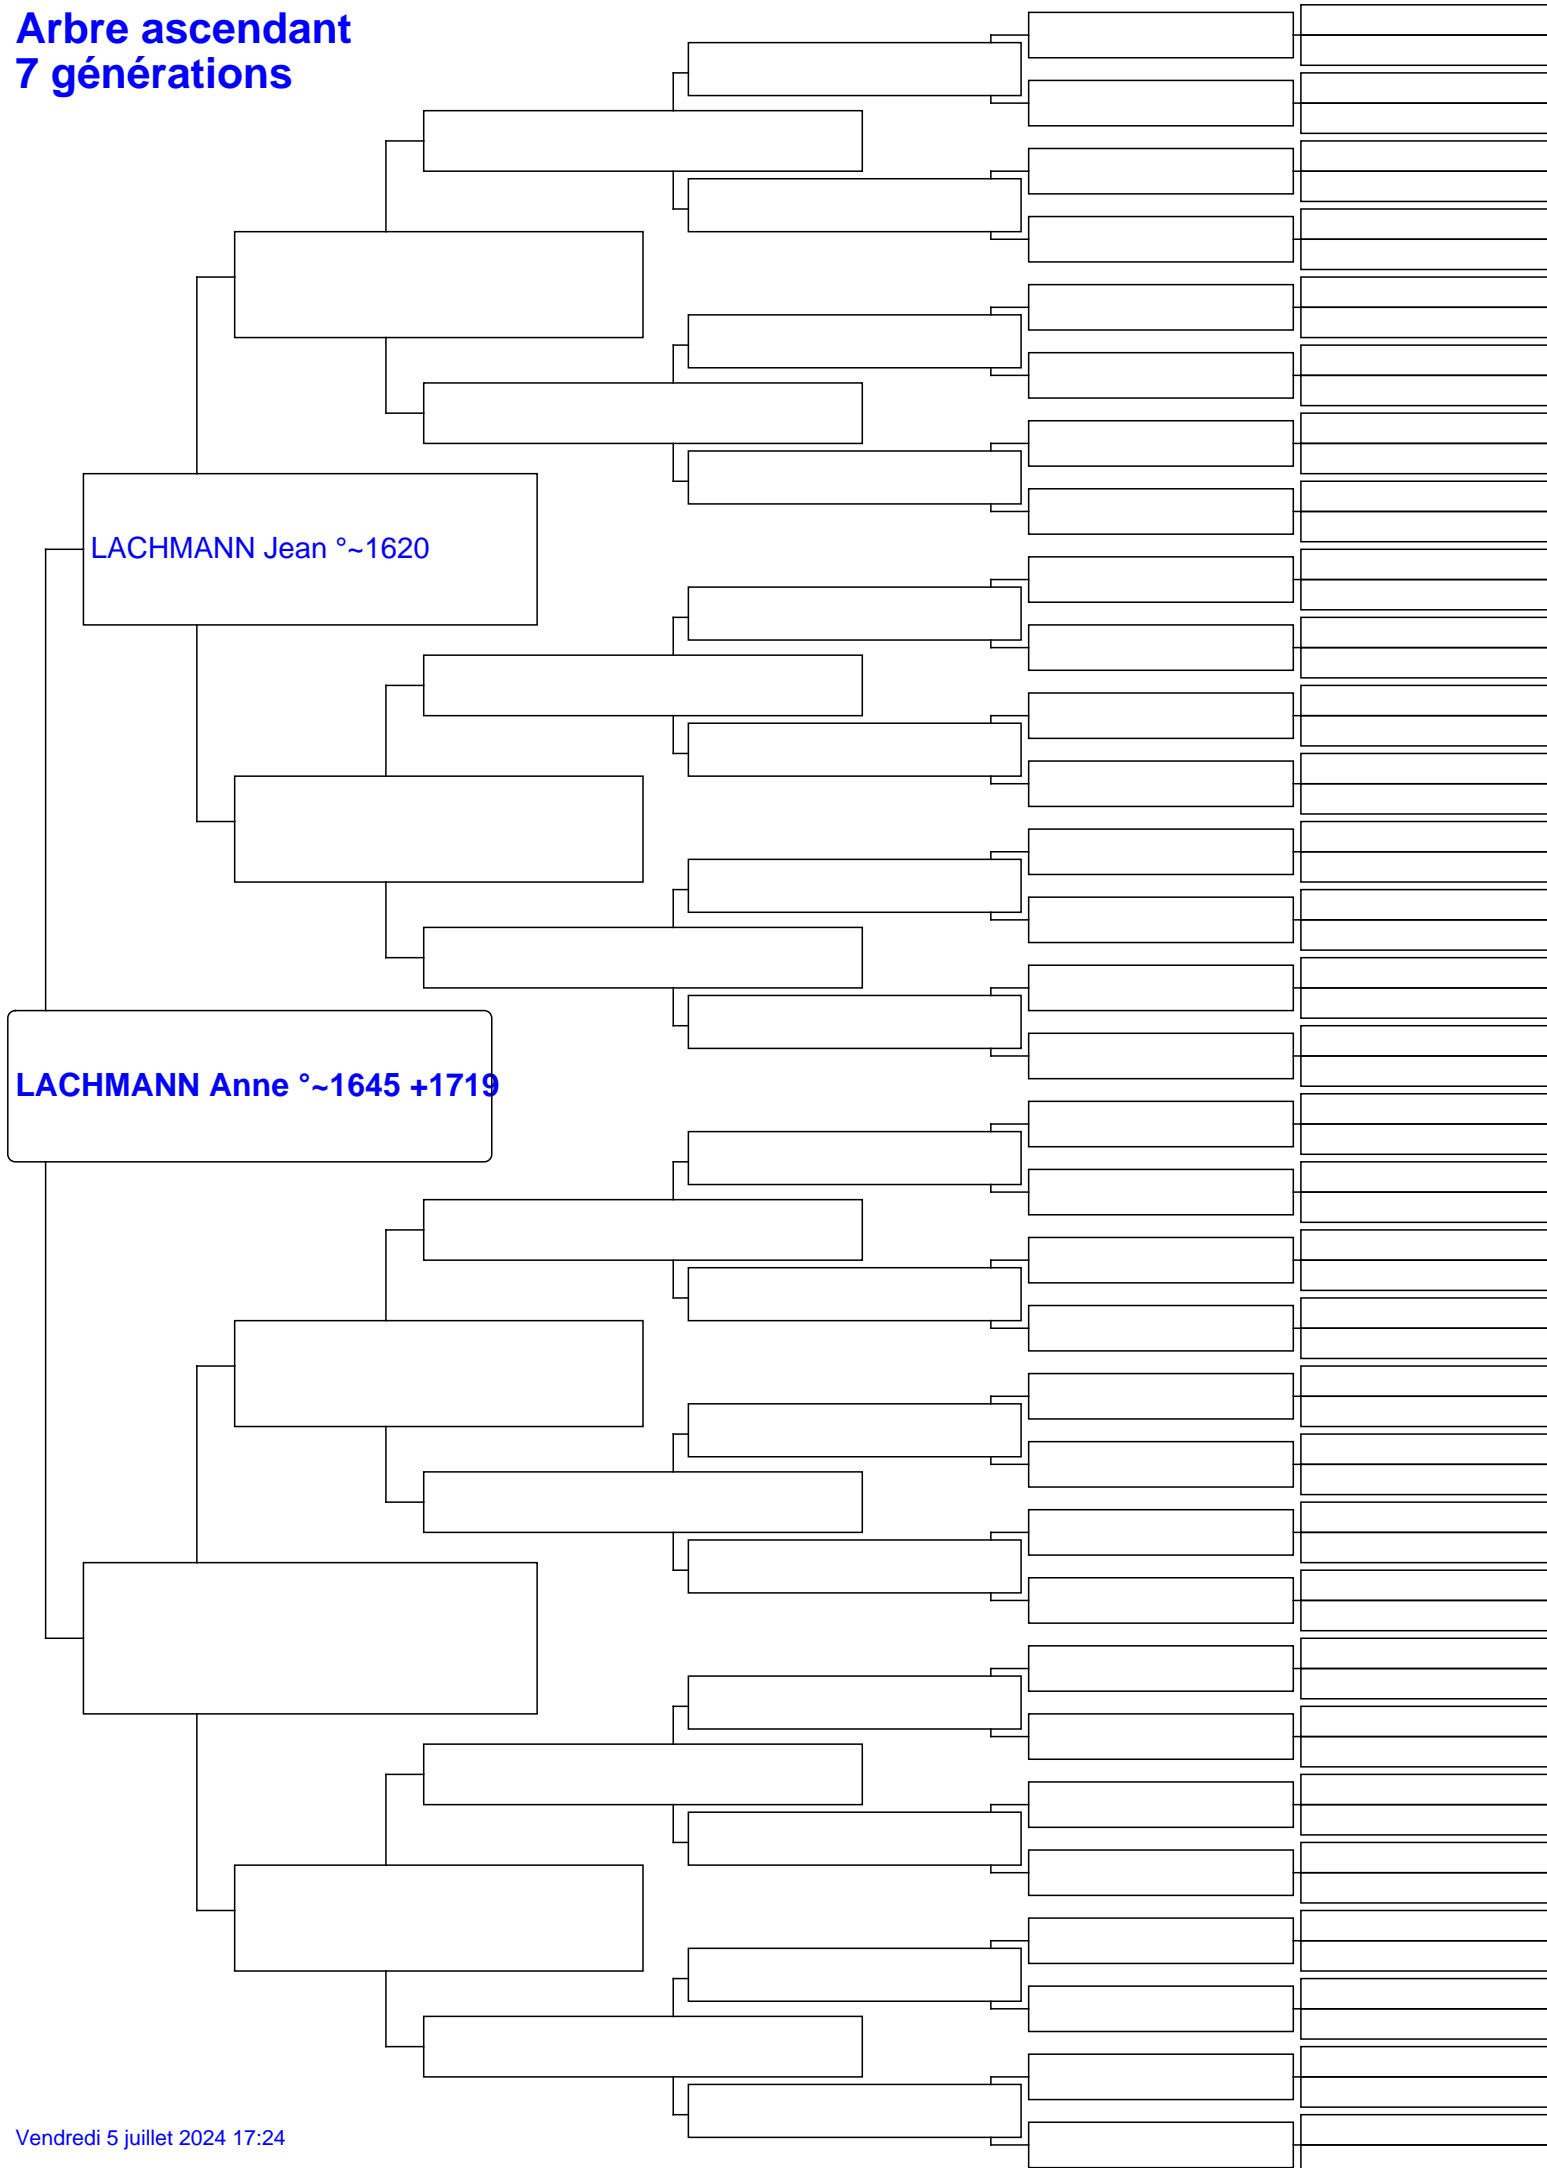 Arbre ascendant
7 générations
LACHMANN Jean °~1620
LACHMANN Anne °~1645 +1719
Vendredi 5 juillet 2024 17:24